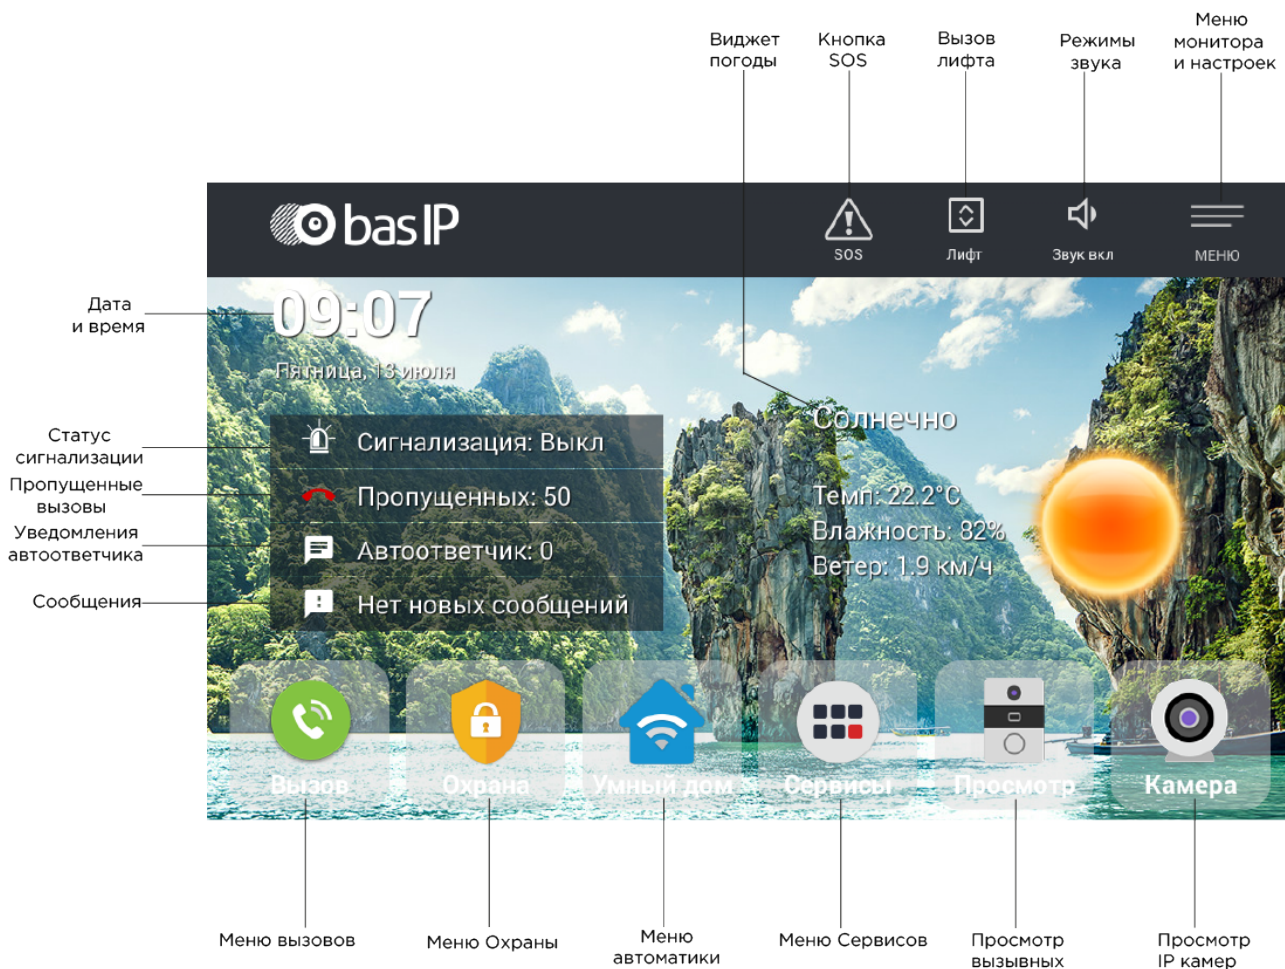 Виджет
погоды
Кнопка
SOS
Вызов
лифта
Режимы
звука
Меню
монитора
и настроек
bas IP
SOS
Лифт
Звук вкл
МЕНЮ
Дата
и время
09:07
Пятница, 13 июля
Солнечно
Темп: 22.2°C
Влажность: 82%
Ветер: 1.9 км/ч
Статус
сигнализации
Сигнализация: Выкл
Пропущенные
вызовы
Пропущенных: 50
Уведомления
автоответчика
Автоответчик: 0
Сообщения
Нет новых сообщений
Вызов
Охрана
Умный дом
Сервисы
Просмотр
Камера
Меню вызовов
Меню Охраны
Меню
автоматики
Меню Сервисов
Просмотр
вызывных
Просмотр
IP камер